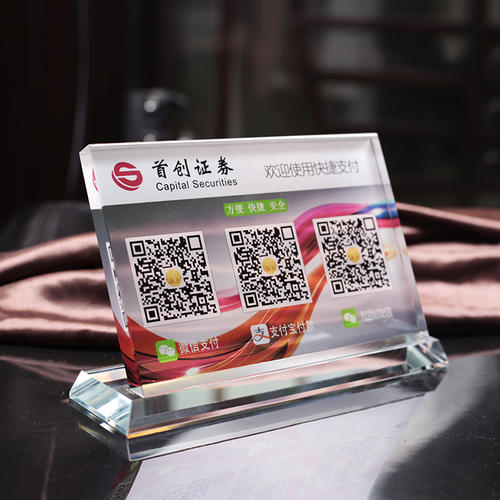 首创证券
Capital Securities
欢迎使用快捷支付
方便 快捷 安全
微信支付
支付宝付款